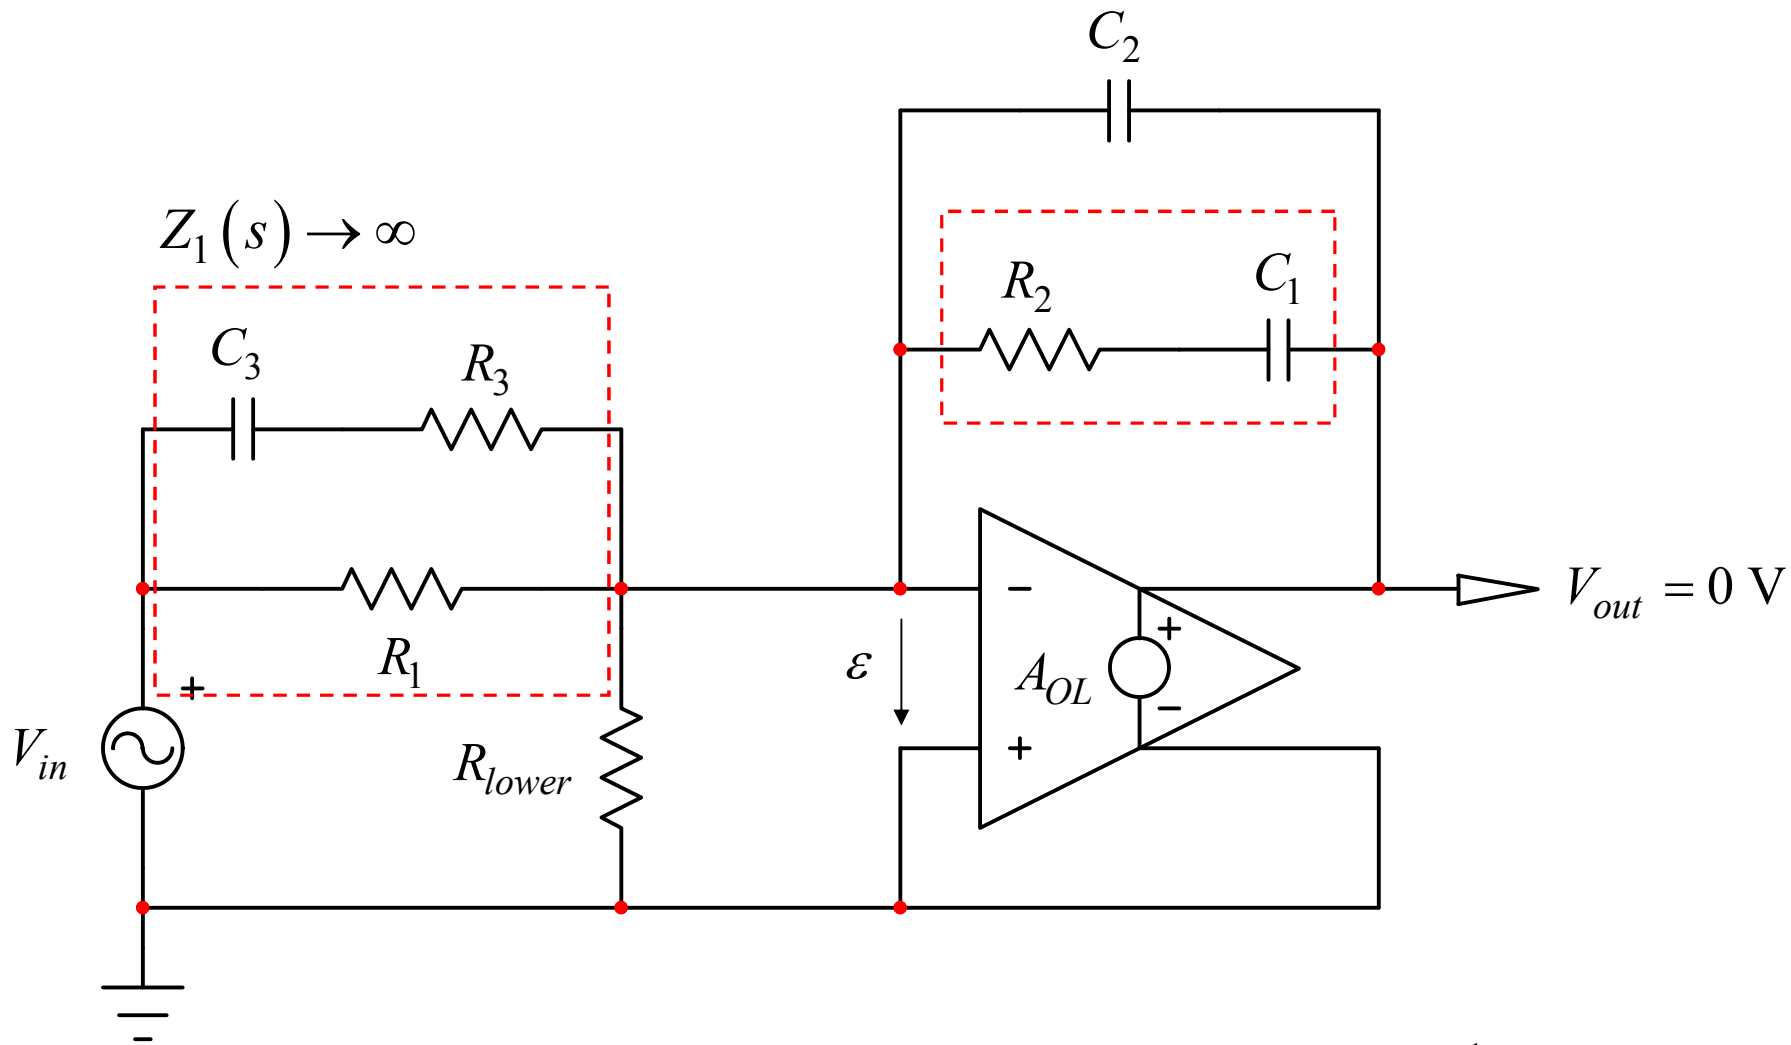 C2
Z1(s) → ∞
R2
C1
C3
R3
R1
−
+
Vout = 0 V
ε
AOL
+
−
+
Vin
Rlower